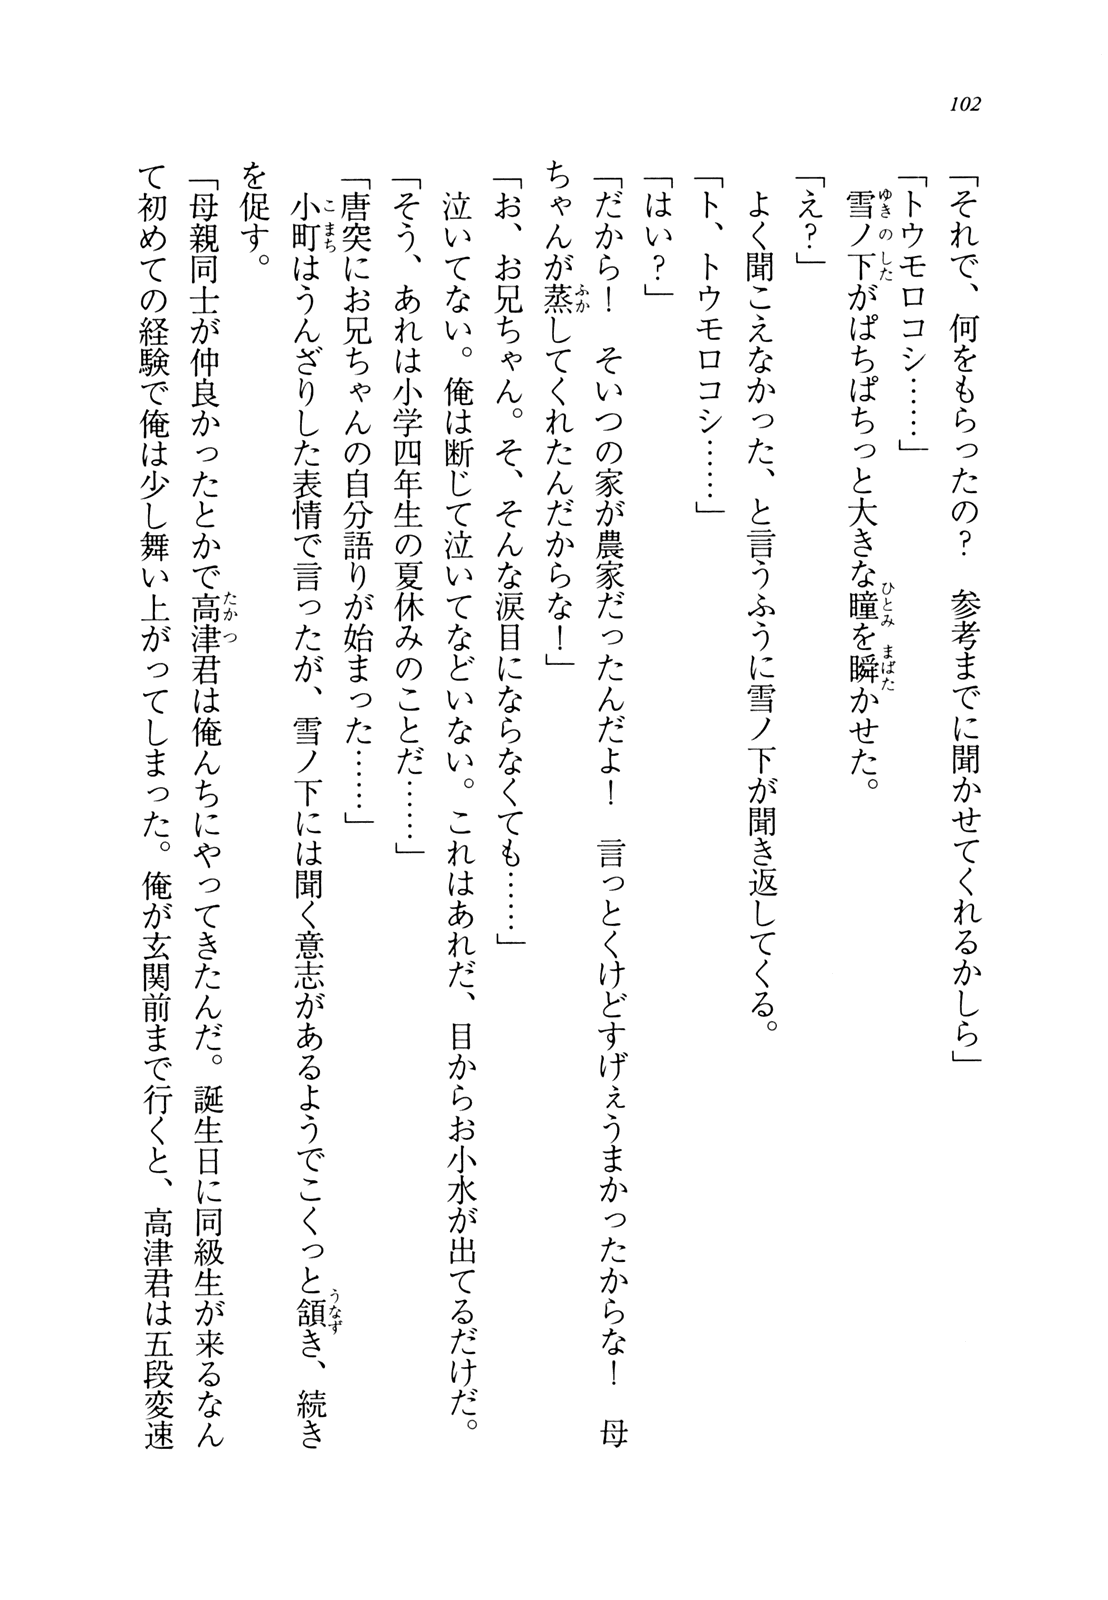 102
「それで、何をもらったの？　参考までに聞かせてくれるかしら」
「トウモロコシ……」
　雪ノ下がぱちぱちっと大きな瞳を瞬かせた。
「え？」
　よく聞こえなかった、と言うふうに雪ノ下が聞き返してくる。
「ト、トウモロコシ……」
「はい？」
「だから！　そいつの家が農家だったんだよ！　言っとくけどすげぇうまかったからな！　母
ちゃんが蒸してくれたんだからな！」
「お、お兄ちゃん。そ、そんな涙目にならなくても……」
　泣いてない。俺は断じて泣いてなどいない。これはあれだ、目からお小水が出てるだけだ。
「そう、あれは小学四年生の夏休みのことだ……」
「唐突にお兄ちゃんの自分語りが始まった……」
　小町はうんざりした表情で言ったが、雪ノ下には聞く意志があるようでこくっと頷き、続き
を促す。
「母親同士が仲良かったとかで高津君は俺んちにやってきたんだ。誕生日に同級生が来るなん
て初めての経験で俺は少し舞い上がってしまった。俺が玄関前まで行くと、高津君は五段変速